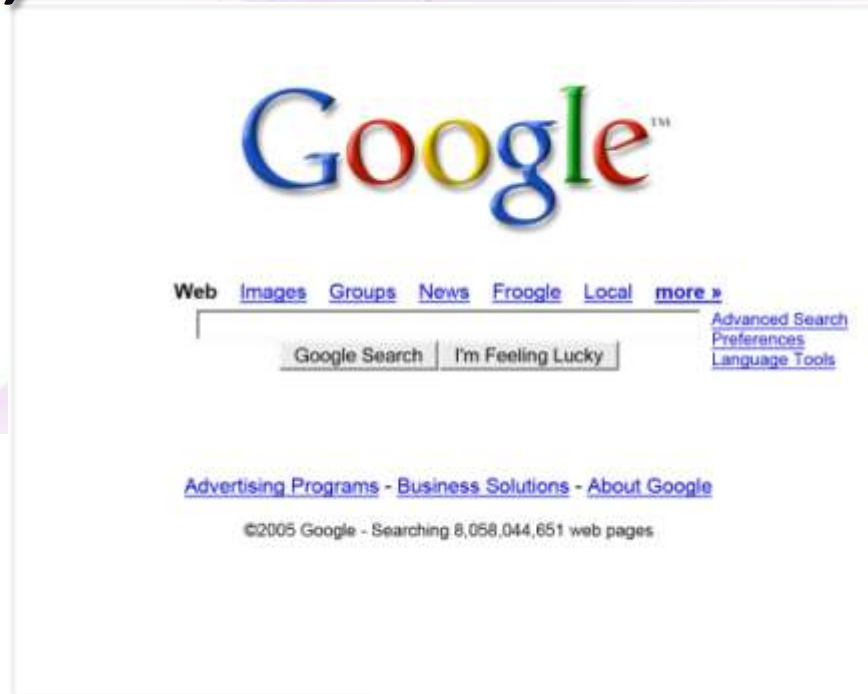 Google™
Web Images Groups News Froogle Local more »
Advanced Search
Preferences
Language Tools
Google Search I'm Feeling Lucky
Advertising Programs - Business Solutions - About Google
©2005 Google - Searching 8,058,044,651 web pages